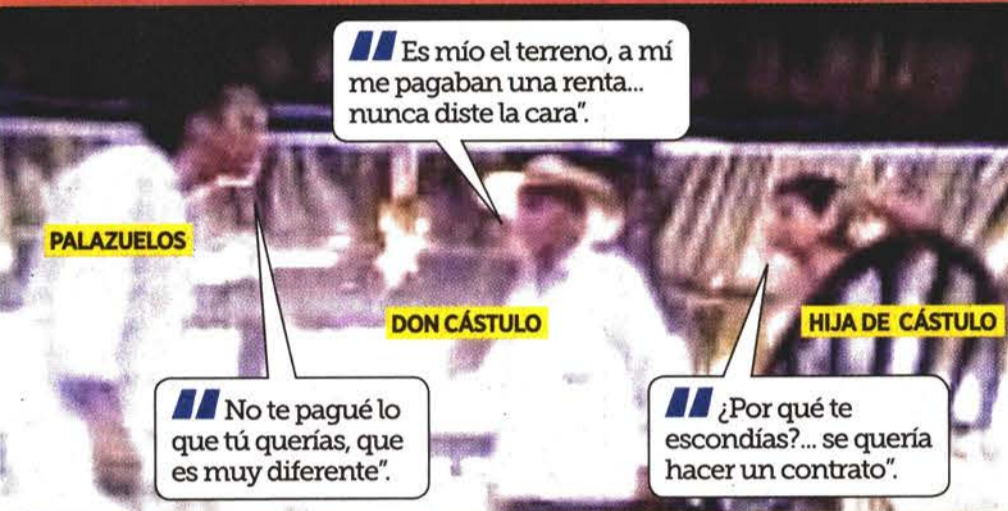 Es mío el terreno, a mí
me pagaban una renta...
nunca diste la cara”.
PALAZUELOS
DON CÁSTULO
HIJA DE CÁSTULO
No te pagué lo
que tú querías, que
es muy diferente”.
¿Por qué te
escondías?... se quería
hacer un contrato”.